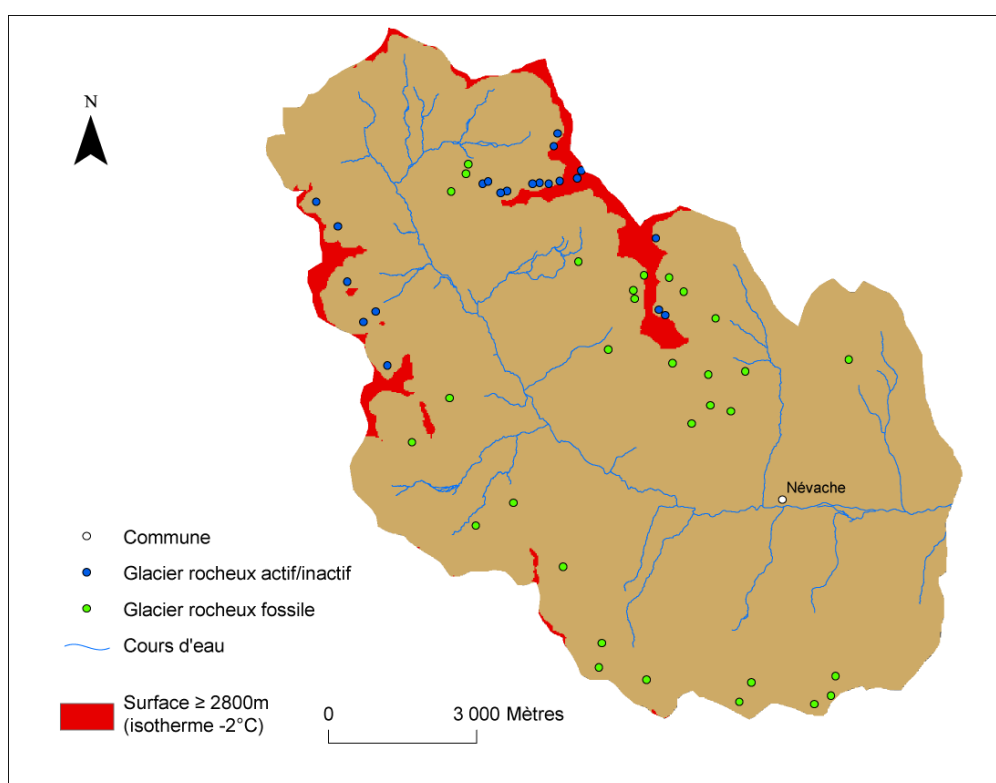 N
Névache
Commune
Glacier rocheux actif/inactif
Glacier rocheux fossile
Cours d'eau
Surface ≥ 2800m
(isotherme -2°C)
0 3 000 Mètres